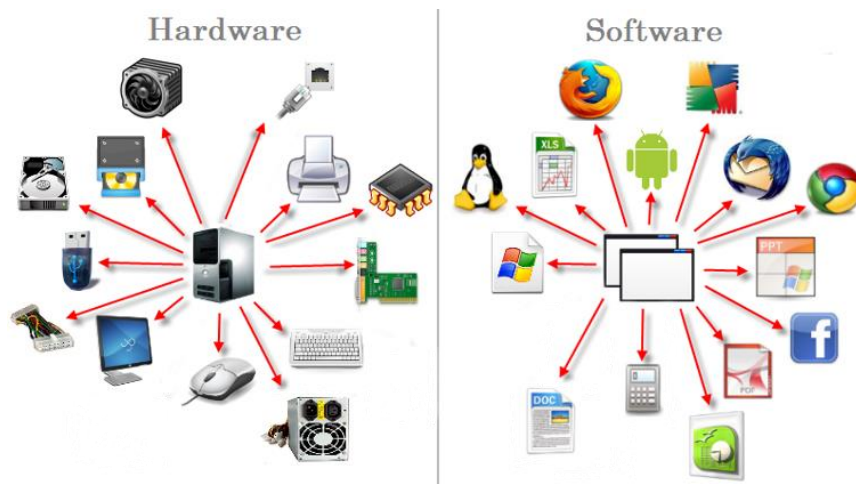 Hardware
Software
XLS
PPT
f
PDF
DOC